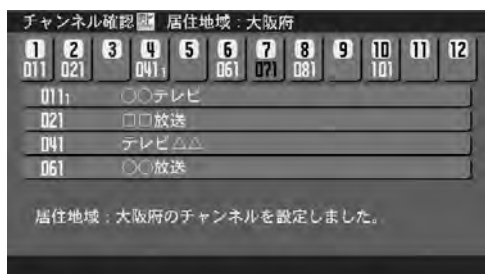 チャンネル確認 居住地域:大阪府
1 2 3 4 5 6 7 8 9 10 11 12
011 021 041₁ 061 071 081 101
011₁ ○○テレビ
021 □□放送
041 テレビ△△
061 ○○放送
居住地域:大阪府のチャンネルを設定しました。